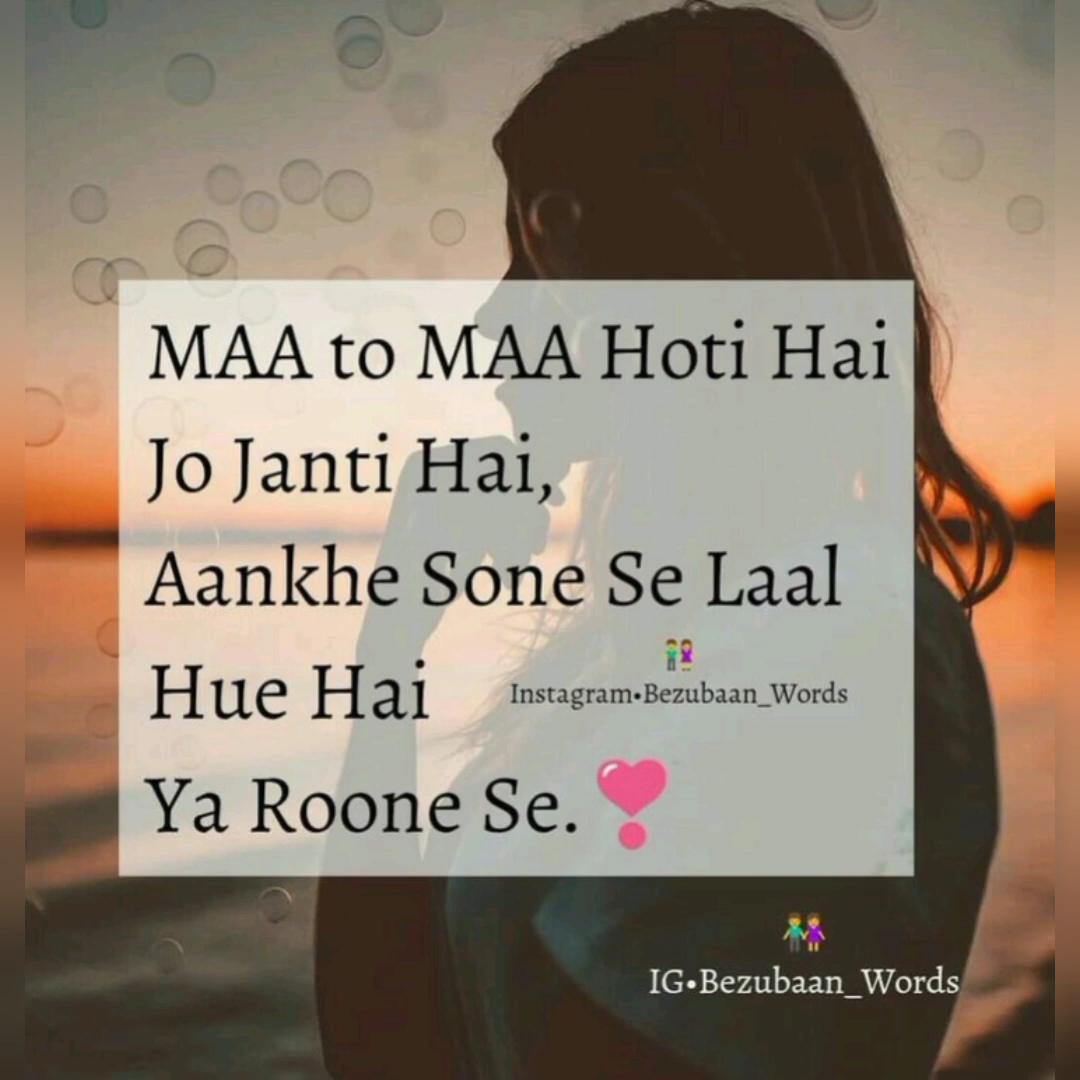 MAA to MAA Hoti Hai
Jo Janti Hai,
Aankhe Sone Se Laal
Hue Hai
Instagram•Bezubaan_Words
Ya Roone Se.
IG•Bezubaan_Words